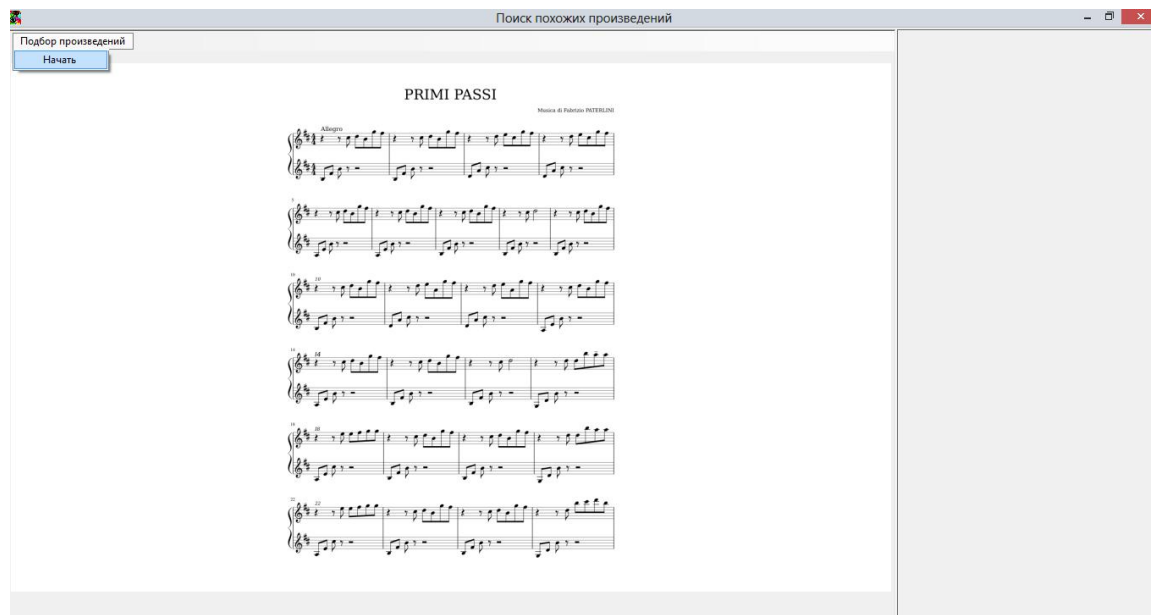 Поиск похожих произведений
Подбор произведений
Начать
PRIMI PASSI
Musica di Fabrizio PATERLINI
Allegro
10
14
18
22